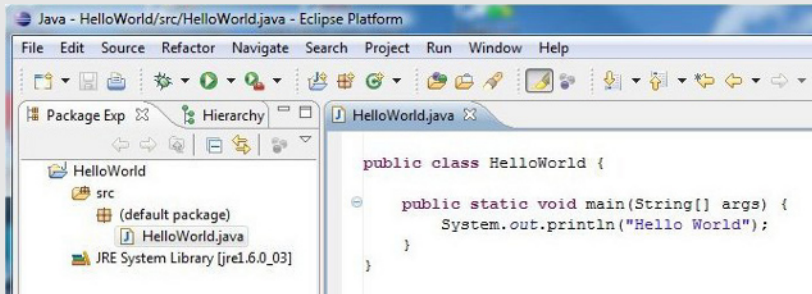 Java - HelloWorld/src/HelloWorld.java - Eclipse Platform
File Edit Source Refactor Navigate Search Project Run Window Help
Package Exp Hierarchy
HelloWorld.java
HelloWorld
src
(default package)
HelloWorld.java
JRE System Library [jre1.6.0_03]
public class HelloWorld {
public static void main(String[] args) {
System.out.println("Hello World");
}
}